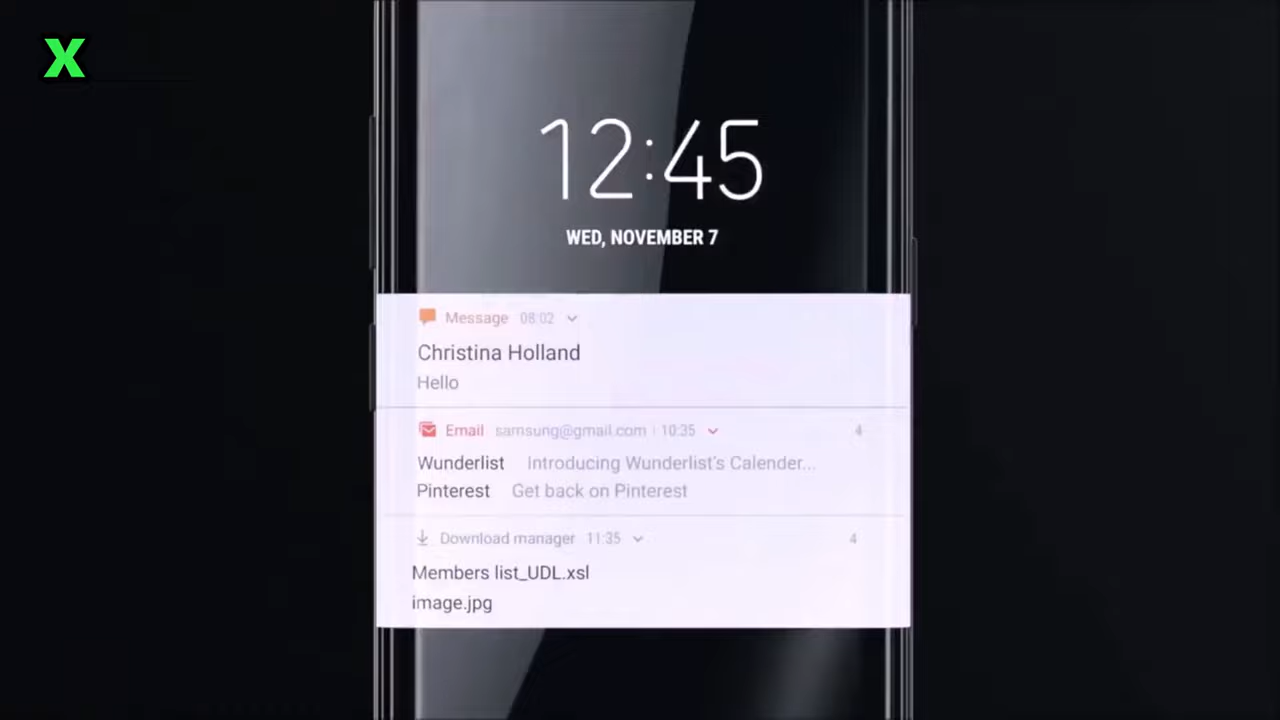 X
12:45
WED, NOVEMBER 7
Message 08:02
Christina Holland
Hello
Email samsung@gmail.com | 10:35 4
Wunderlist Introducing Wunderlist's Calender...
Pinterest Get back on Pinterest
Download manager 11:35 4
Members list_UDL.xsl
image.jpg